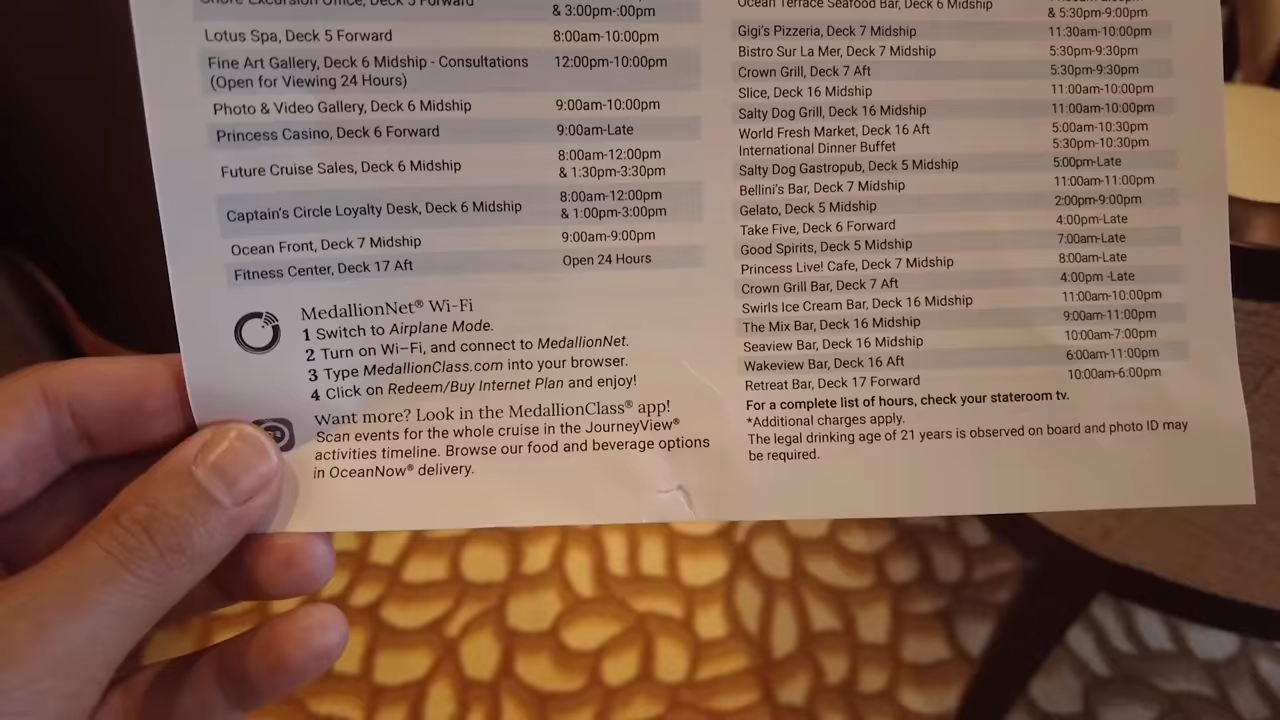 Shore Excursion Office, Deck 5 Forward
& 3:00pm-:00pm
Lotus Spa, Deck 5 Forward 8:00am-10:00pm
Fine Art Gallery, Deck 6 Midship - Consultations 12:00pm-10:00pm
(Open for Viewing 24 Hours)
Photo & Video Gallery, Deck 6 Midship 9:00am-10:00pm
Princess Casino, Deck 6 Forward 9:00am-Late
Future Cruise Sales, Deck 6 Midship 8:00am-12:00pm
& 1:30pm-3:30pm
Captain's Circle Loyalty Desk, Deck 6 Midship 8:00am-12:00pm
& 1:00pm-3:00pm
Ocean Front, Deck 7 Midship 9:00am-9:00pm
Fitness Center, Deck 17 Aft Open 24 Hours
MedallionNet® Wi-Fi
1 Switch to Airplane Mode.
2 Turn on Wi-Fi, and connect to MedallionNet.
3 Type MedallionClass.com into your browser.
4 Click on Redeem/Buy Internet Plan and enjoy!
Want more? Look in the MedallionClass® app!
Scan events for the whole cruise in the JourneyView®
activities timeline. Browse our food and beverage options
in OceanNow® delivery.
Ocean Terrace Seafood Bar, Deck 6 Midship
& 5:30pm-9:00pm
Gigi's Pizzeria, Deck 7 Midship 11:30am-10:00pm
Bistro Sur La Mer, Deck 7 Midship 5:30pm-9:30pm
Crown Grill, Deck 7 Aft 5:30pm-9:30pm
Slice, Deck 16 Midship 11:00am-10:00pm
Salty Dog Grill, Deck 16 Midship 11:00am-10:00pm
World Fresh Market, Deck 16 Aft 5:00am-10:30pm
International Dinner Buffet 5:30pm-10:30pm
Salty Dog Gastropub, Deck 5 Midship 5:00pm-Late
Bellini's Bar, Deck 7 Midship 11:00am-11:00pm
Gelato, Deck 5 Midship 2:00pm-9:00pm
Take Five, Deck 6 Forward 4:00pm-Late
Good Spirits, Deck 5 Midship 7:00am-Late
Princess Live! Cafe, Deck 7 Midship 8:00am-Late
Crown Grill Bar, Deck 7 Aft 4:00pm -Late
Swirls Ice Cream Bar, Deck 16 Midship 11:00am-10:00pm
The Mix Bar, Deck 16 Midship 9:00am-11:00pm
Seaview Bar, Deck 16 Midship 10:00am-7:00pm
Wakeview Bar, Deck 16 Aft 6:00am-11:00pm
Retreat Bar, Deck 17 Forward 10:00am-6:00pm
For a complete list of hours, check your stateroom tv.
*Additional charges apply.
The legal drinking age of 21 years is observed on board and photo ID may
be required.